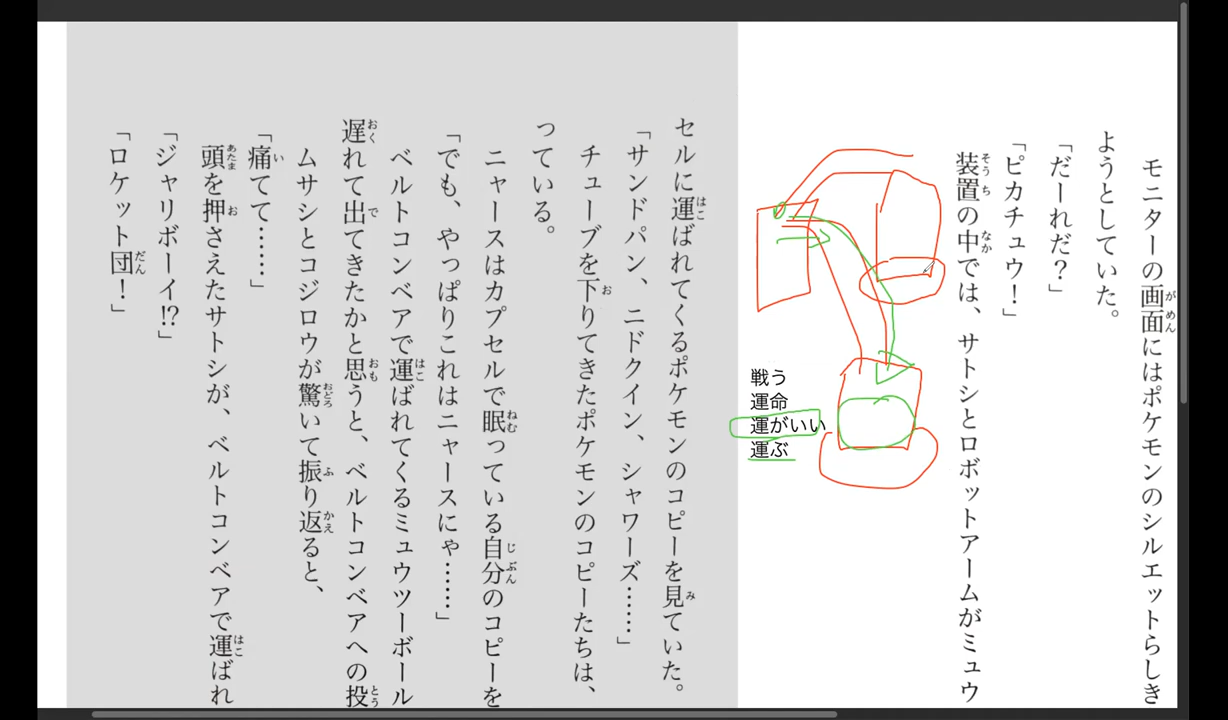 モニターの画面にはポケモンのシルエットらしき
ようとしていた。
「だーれだ?」
「ピカチュウ!」
装置の中では、サトシとロボットアームがミュウ
戦う
運命
運がいい
運ぶ
セルに運ばれてくるポケモンのコピーを見ていた。
「サンドパン、ニドクイン、シャワーズ……」
チューブを下りてきたポケモンのコピーたちは、
っている。
ニャースはカプセルで眠っている自分のコピーを
「でも、やっぱりこれはニャースにゃ……」
ベルトコンベアで運ばれてくるミュウツーボール
遅れて出てきたかと思うと、ベルトコンベアへの投
ムサシとコジロウが驚いて振り返ると、
「痛てて……」
頭を押さえたサトシが、ベルトコンベアで運ばれ
「ジャリボーイ!?」
「ロケット団!」